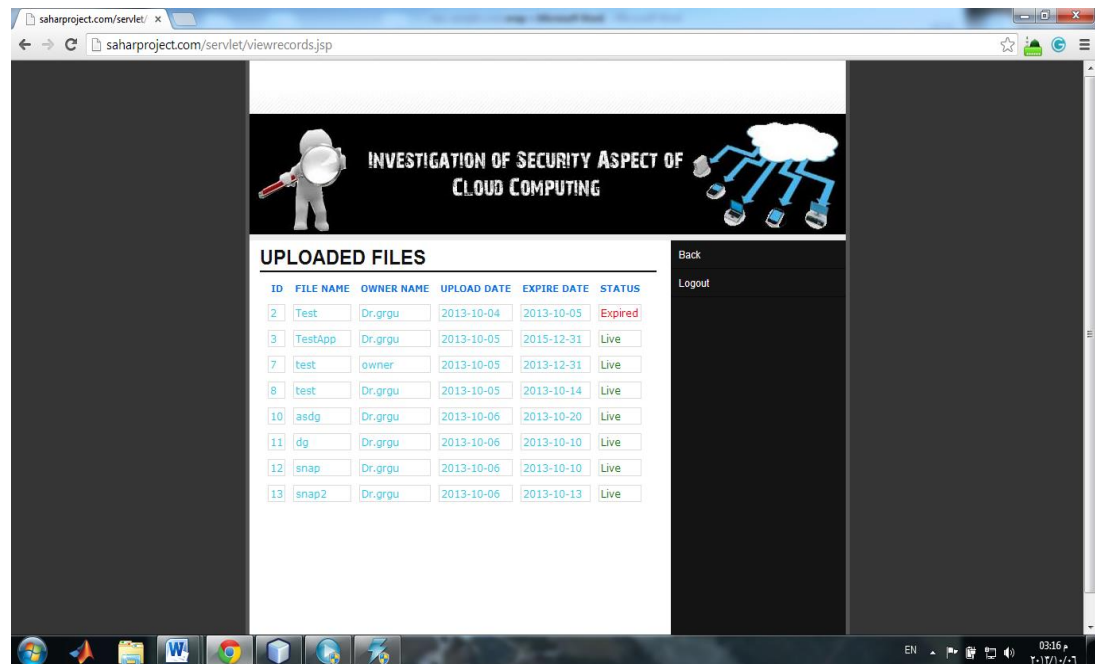 saharproject.com/servlet/
saharproject.com/servlet/viewrecords.jsp
INVESTIGATION OF SECURITY ASPECT OF
CLOUD COMPUTING
UPLOADED FILES
ID FILE NAME OWNER NAME UPLOAD DATE EXPIRE DATE STATUS
2 Test Dr.grgu 2013-10-04 2013-10-05 Expired
3 TestApp Dr.grgu 2013-10-05 2015-12-31 Live
7 test owner 2013-10-05 2013-12-31 Live
8 test Dr.grgu 2013-10-05 2013-10-14 Live
10 asdg Dr.grgu 2013-10-06 2013-10-20 Live
11 dg Dr.grgu 2013-10-06 2013-10-10 Live
12 snap Dr.grgu 2013-10-06 2013-10-10 Live
13 snap2 Dr.grgu 2013-10-06 2013-10-13 Live
Back
Logout
EN
03:16 م
٢٠١٣/١٠/٠٦